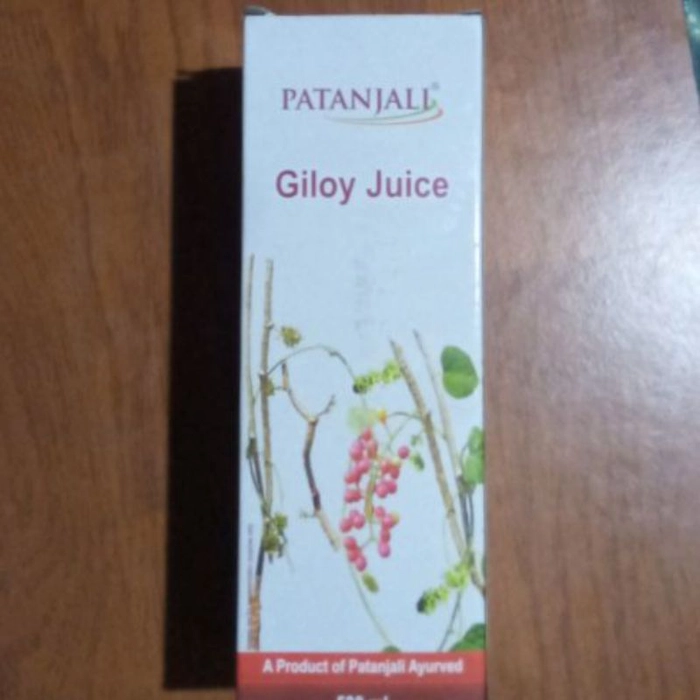 PATANJALI®
Giloy Juice
A Product of Patanjali Ayurved